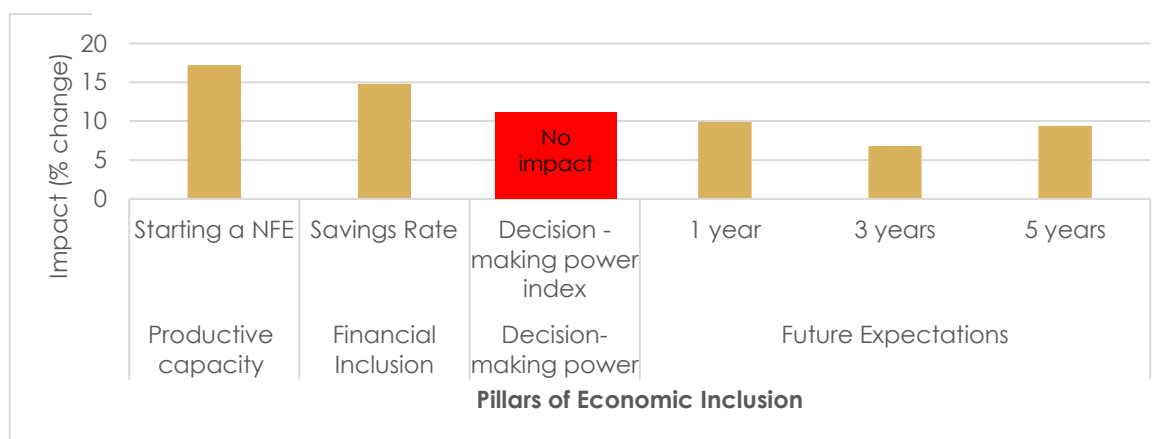 Impact (% change)
20
15
10
5
0
No
impact
Starting a NFE
Savings Rate
Decision -
making power
index
1 year
3 years
5 years
Productive
capacity
Financial
Inclusion
Decision-
making power
Future Expectations
Pillars of Economic Inclusion